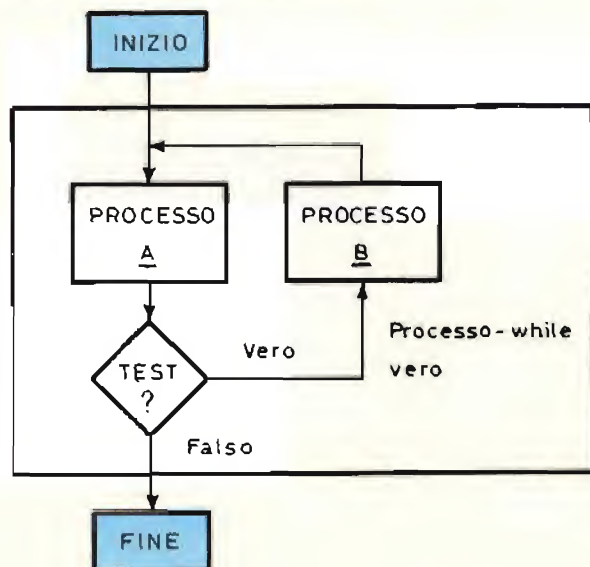 INIZIO
PROCESSO
A
PROCESSO
B
TEST
?
Vero
Processo-while
vero
Falso
FINE